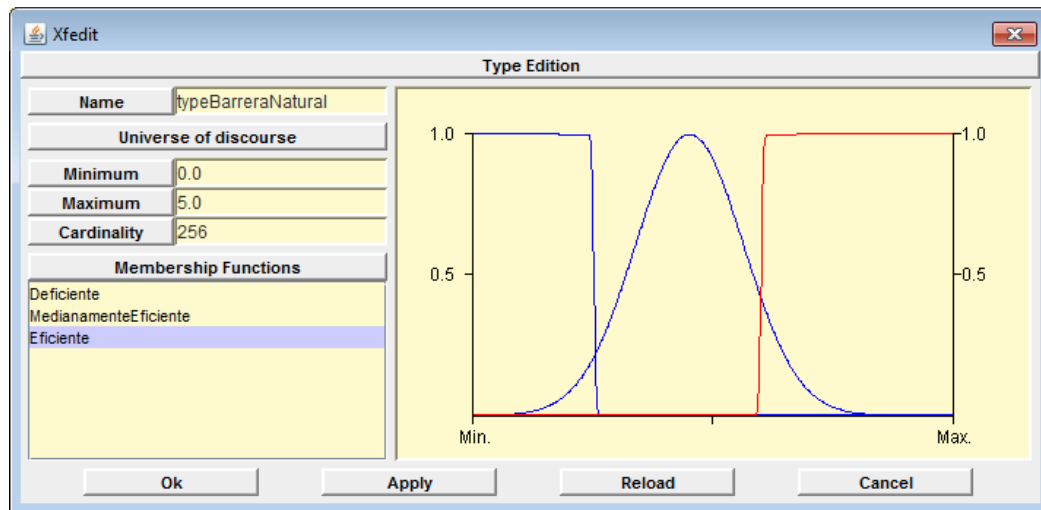 Xfedit
Type Edition
Name typeBarreraNatural
Universe of discourse
Minimum 0.0
Maximum 5.0
Cardinality 256
Membership Functions
Deficiente
MedianamenteEficiente
Eficiente
1.0 1.0
0.5 0.5
Min. Max.
Ok Apply Reload Cancel